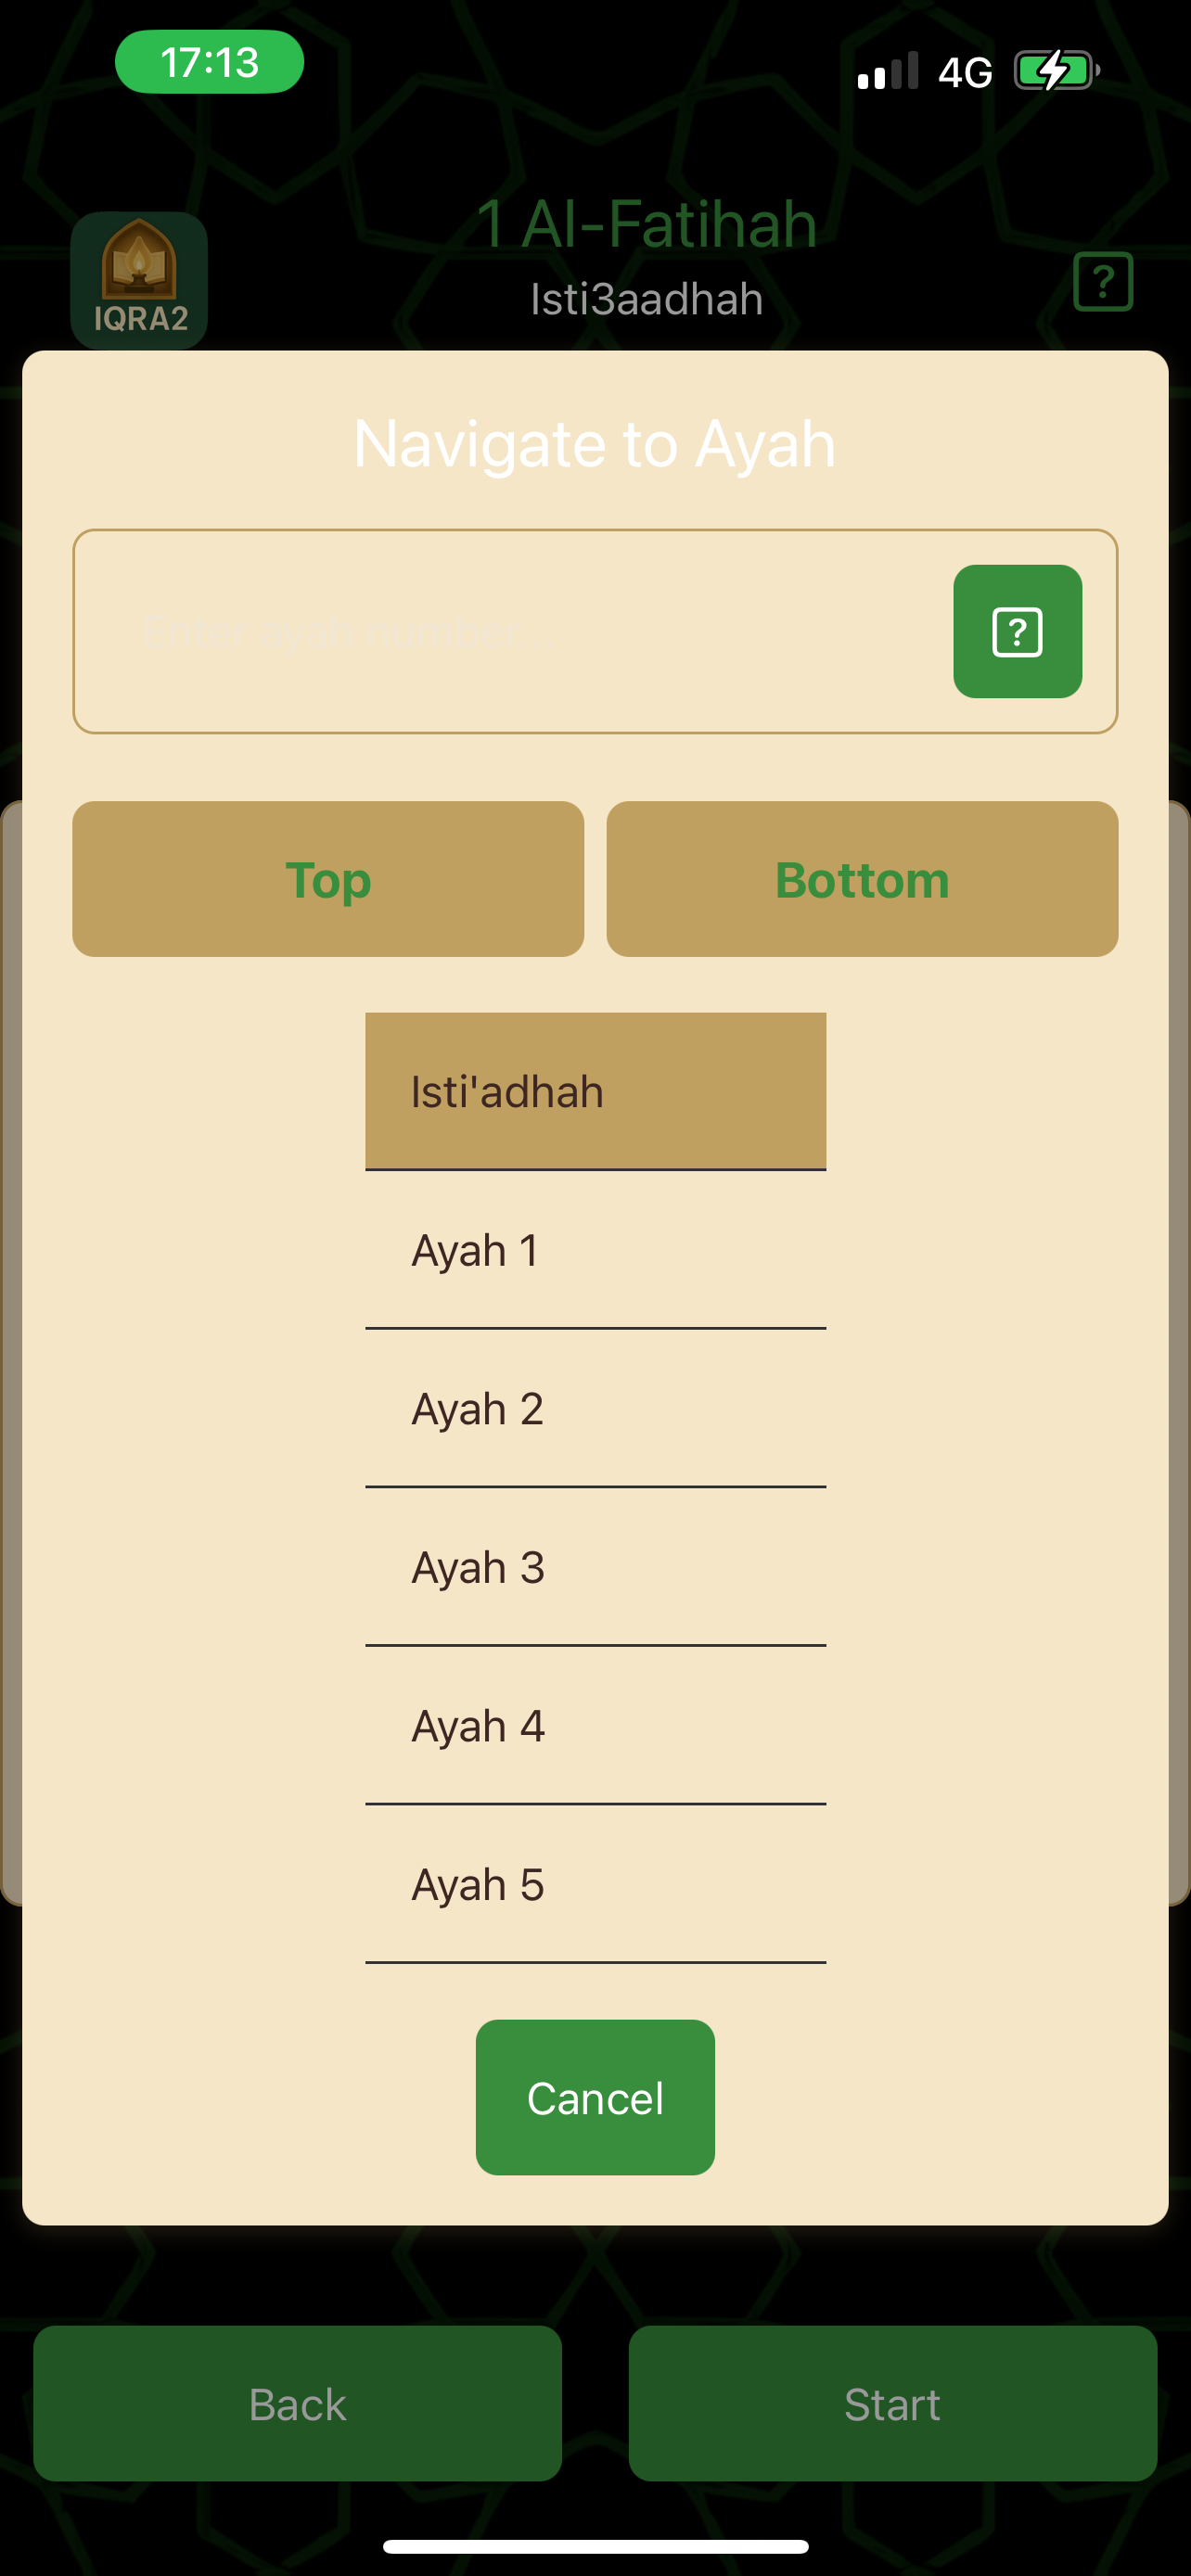 17:13
4G
IQRA2
1 Al-Fatihah
Isti3aadhah
?
Navigate to Ayah
Enter ayah number...
?
Top
Bottom
Isti'adhah
Ayah 1
Ayah 2
Ayah 3
Ayah 4
Ayah 5
Cancel
Back
Start